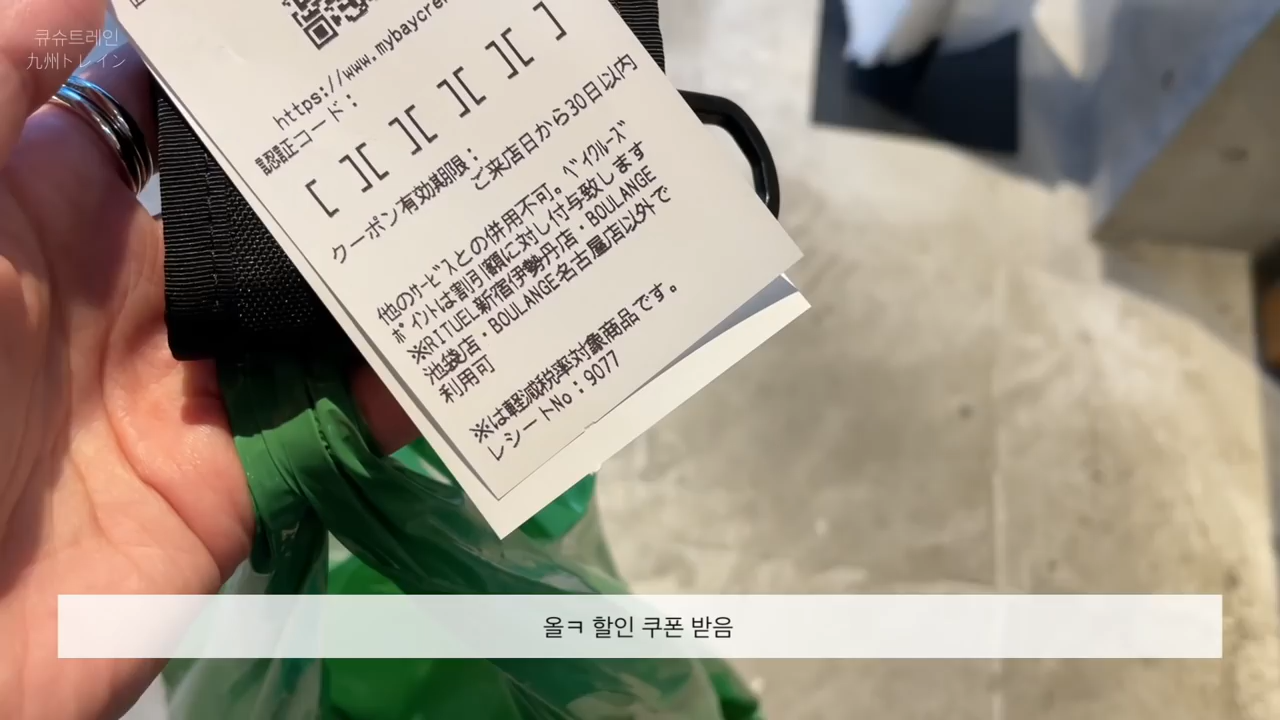 큐슈트레인
九州トレイン
https://www.mybaycre
認証コード:
[ ][ ][ ][ ][ ]
クーポン有効期限:
ご来店日から30日以内
他のサービスとの併用不可。ベイクルーズ
ポイントは割引額に対し付与致します
※RITUEL新宿伊勢丹店・BOULANGE
池袋店・BOULANGE名古屋店以外で
利用可
※は軽減税率対象商品です。
レシートNo:9077
올ㅋ 할인 쿠폰 받음